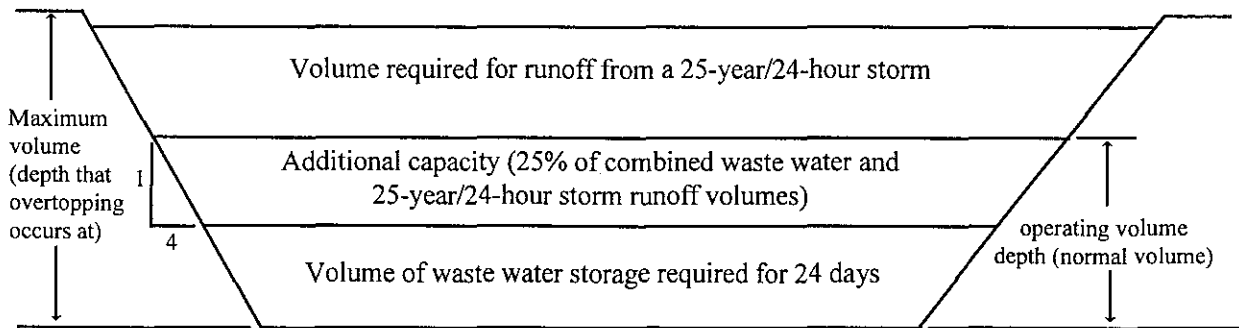 Volume required for runoff from a 25-year/24-hour storm
Maximum
volume
(depth that
overtopping
occurs at)
1
4
Additional capacity (25% of combined waste water and
25-year/24-hour storm runoff volumes)
Volume of waste water storage required for 24 days
operating volume
depth (normal volume)